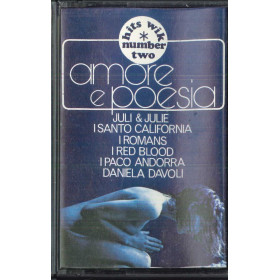 hits wik
* number
two
amore
e poesia
JULI & JULIE
I SANTO CALIFORNIA
I ROMANS
I RED BLOOD
I PACO ANDORRA
DANIELA DAVOLI